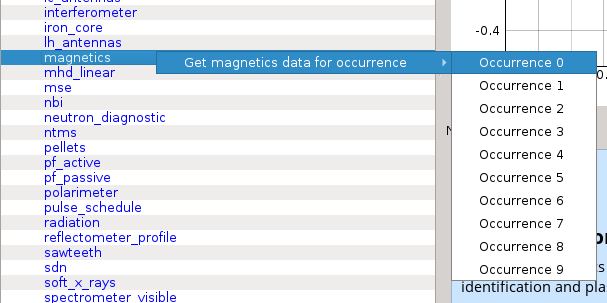 interferometer
iron_core
lh_antennas
magnetics
mhd_linear
mse
nbi
neutron_diagnostic
ntms
pellets
pf_active
pf_passive
polarimeter
pulse_schedule
radiation
reflectometer_profile
sawteeth
sdn
soft_x_rays
spectrometer_visible
Get magnetics data for occurrence
Occurrence 0
Occurrence 1
Occurrence 2
Occurrence 3
Occurrence 4
Occurrence 5
Occurrence 6
Occurrence 7
Occurrence 8
Occurrence 9
-0.4
0.
identification and pla